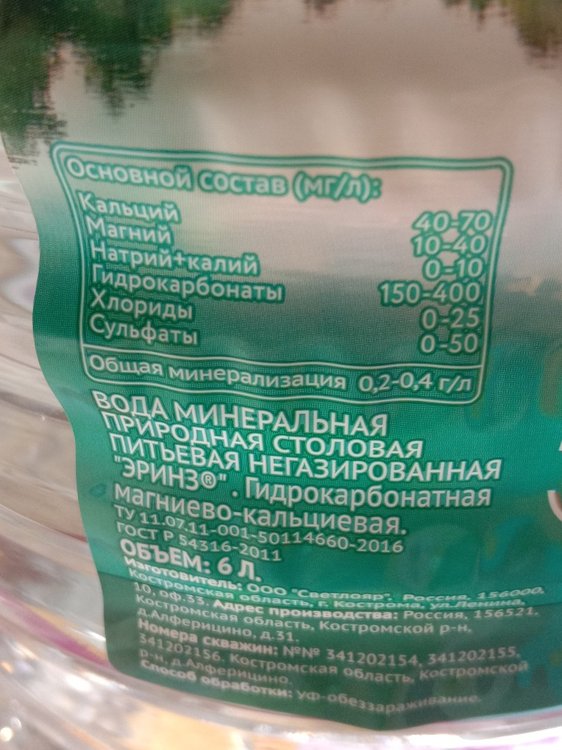 Основной состав (мг/л):
Кальций 40-70
Магний 10-40
Натрий+калий 0-10
Гидрокарбонаты 150-400
Хлориды 0-25
Сульфаты 0-50
Общая минерализация 0,2-0,4 г/л
ВОДА МИНЕРАЛЬНАЯ
ПРИРОДНАЯ СТОЛОВАЯ
ПИТЬЕВАЯ НЕГАЗИРОВАННАЯ
"ЭРИНЗ®". Гидрокарбонатная
магниево-кальциевая.
ТУ 11.07.11-001-50114660-2016
ГОСТ Р 54316-2011
ОБЪЕМ: 6 Л.
Изготовитель: ООО "Светлояр", Россия, 156000,
Костромская область, г. Кострома, ул.Ленина,
10, оф.33. Адрес производства: Россия, 156521,
Костромская область, Костромской р-н,
д.Алферицино, д.31.
Номера скважин: №№ 341202154, 341202155,
341202156. Костромская область, Костромской
р-н, д.Алферицино.
Способ обработки: уф-обеззараживание.